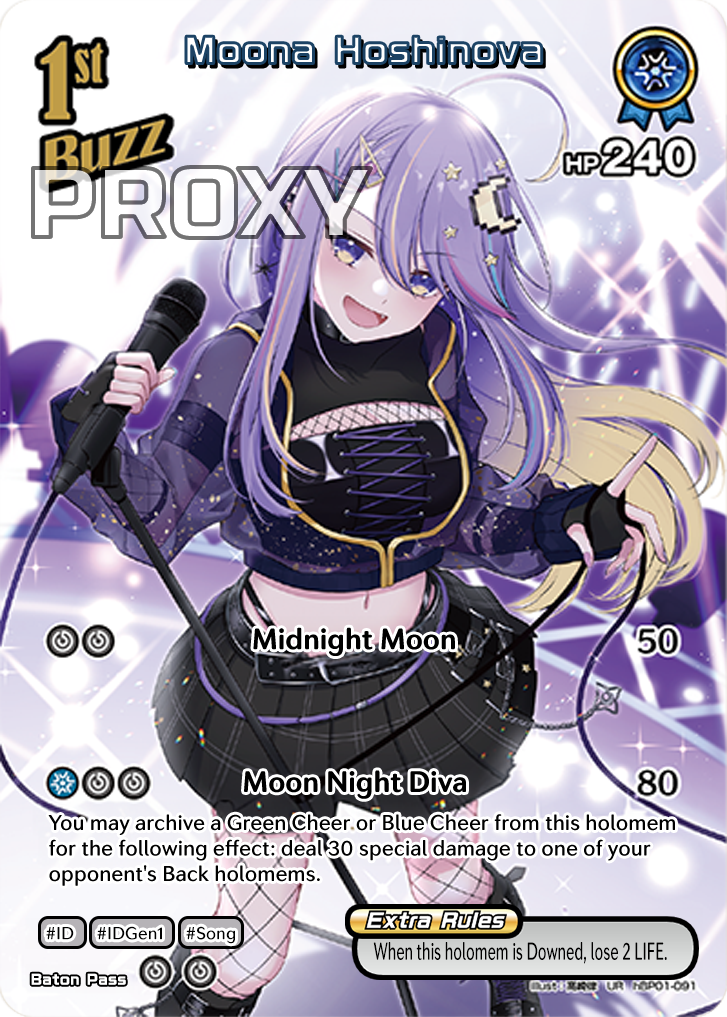 Moona Hoshinova
1st
Buzz
HP240
PROXY
Midnight Moon 50
Moon Night Diva 80
You may archive a Green Cheer or Blue Cheer from this holomem
for the following effect: deal 30 special damage to one of your
opponent's Back holomems.
#ID #IDGen1 #Song
Extra Rules
When this holomem is Downed, lose 2 LIFE.
Baton Pass
UR hBP01-091